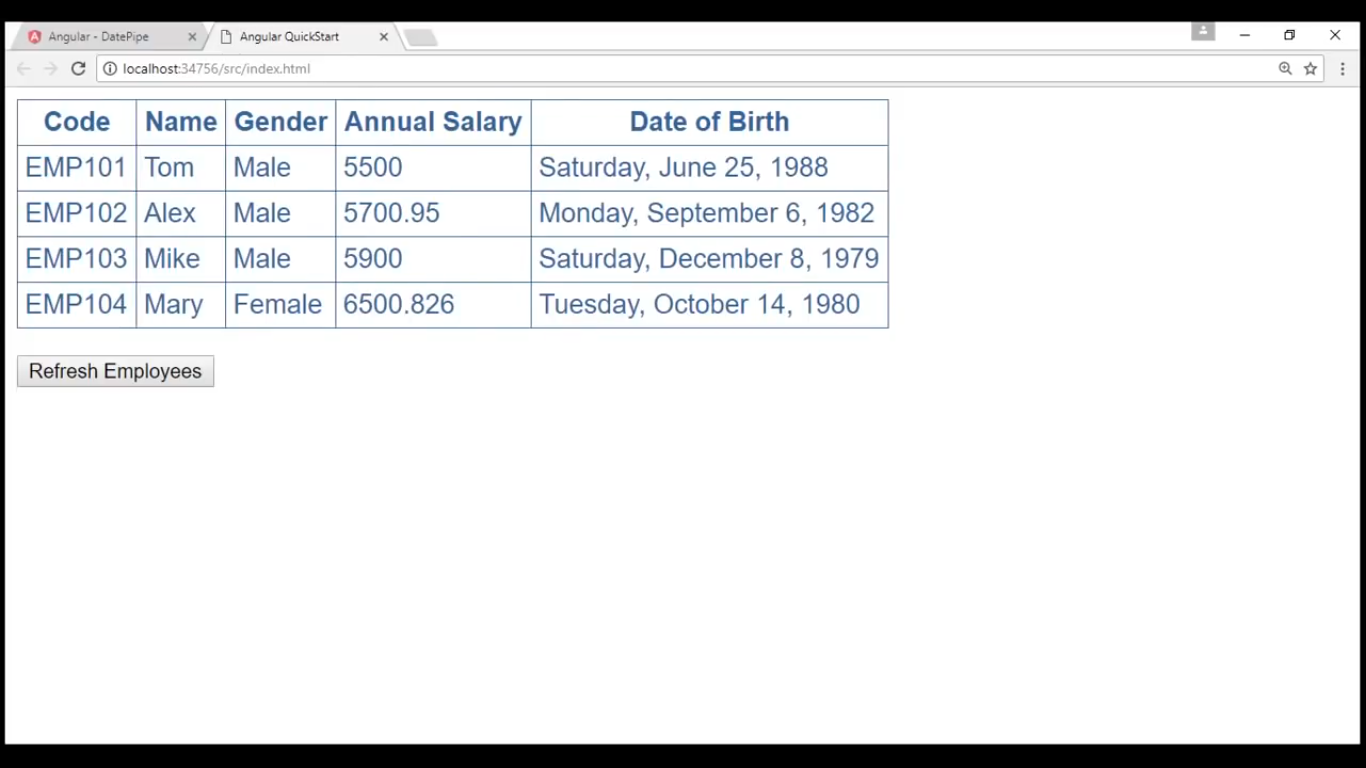 Angular - DatePipe Angular QuickStart
localhost:34756/src/index.html
Code Name Gender Annual Salary Date of Birth
EMP101 Tom Male 5500 Saturday, June 25, 1988
EMP102 Alex Male 5700.95 Monday, September 6, 1982
EMP103 Mike Male 5900 Saturday, December 8, 1979
EMP104 Mary Female 6500.826 Tuesday, October 14, 1980
Refresh Employees